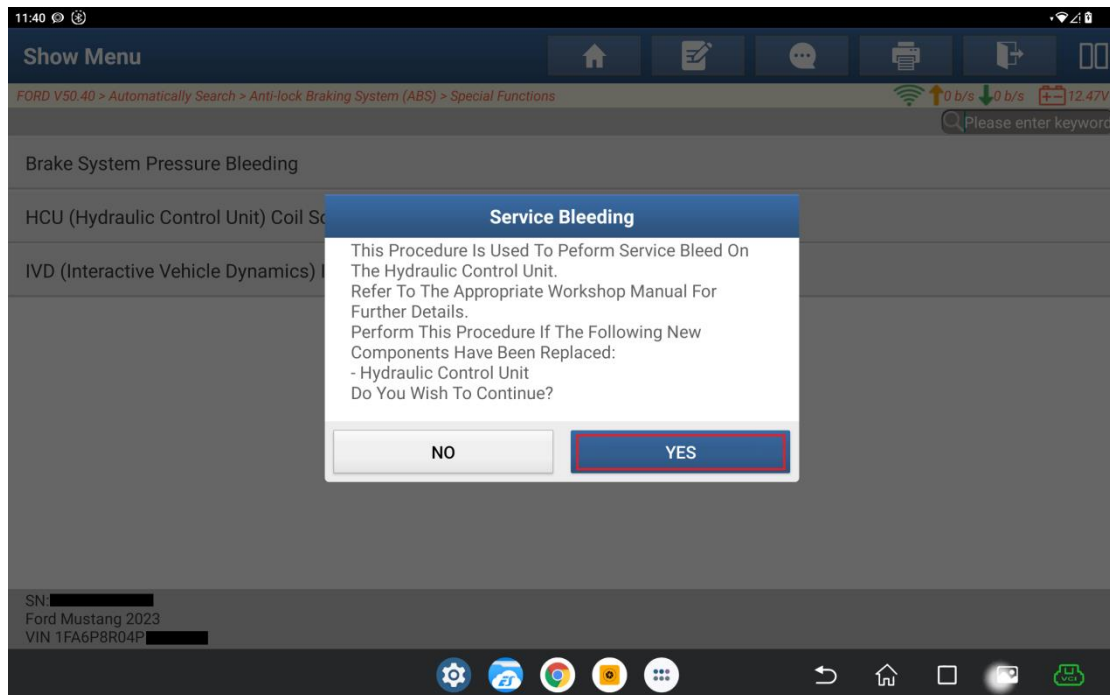 11:40
Show Menu
FORD V50.40 > Automatically Search > Anti-lock Braking System (ABS) > Special Functions
0 b/s 0 b/s 12.47V
Please enter keyword
Brake System Pressure Bleeding
HCU (Hydraulic Control Unit) Coil
IVD (Interactive Vehicle Dynamics)
Service Bleeding
This Procedure Is Used To Peform Service Bleed On
The Hydraulic Control Unit.
Refer To The Appropriate Workshop Manual For
Further Details.
Perform This Procedure If The Following New
Components Have Been Replaced:
- Hydraulic Control Unit
Do You Wish To Continue?
NO
YES
SN:
Ford Mustang 2023
VIN 1FA6P8R04P
ES
VCI